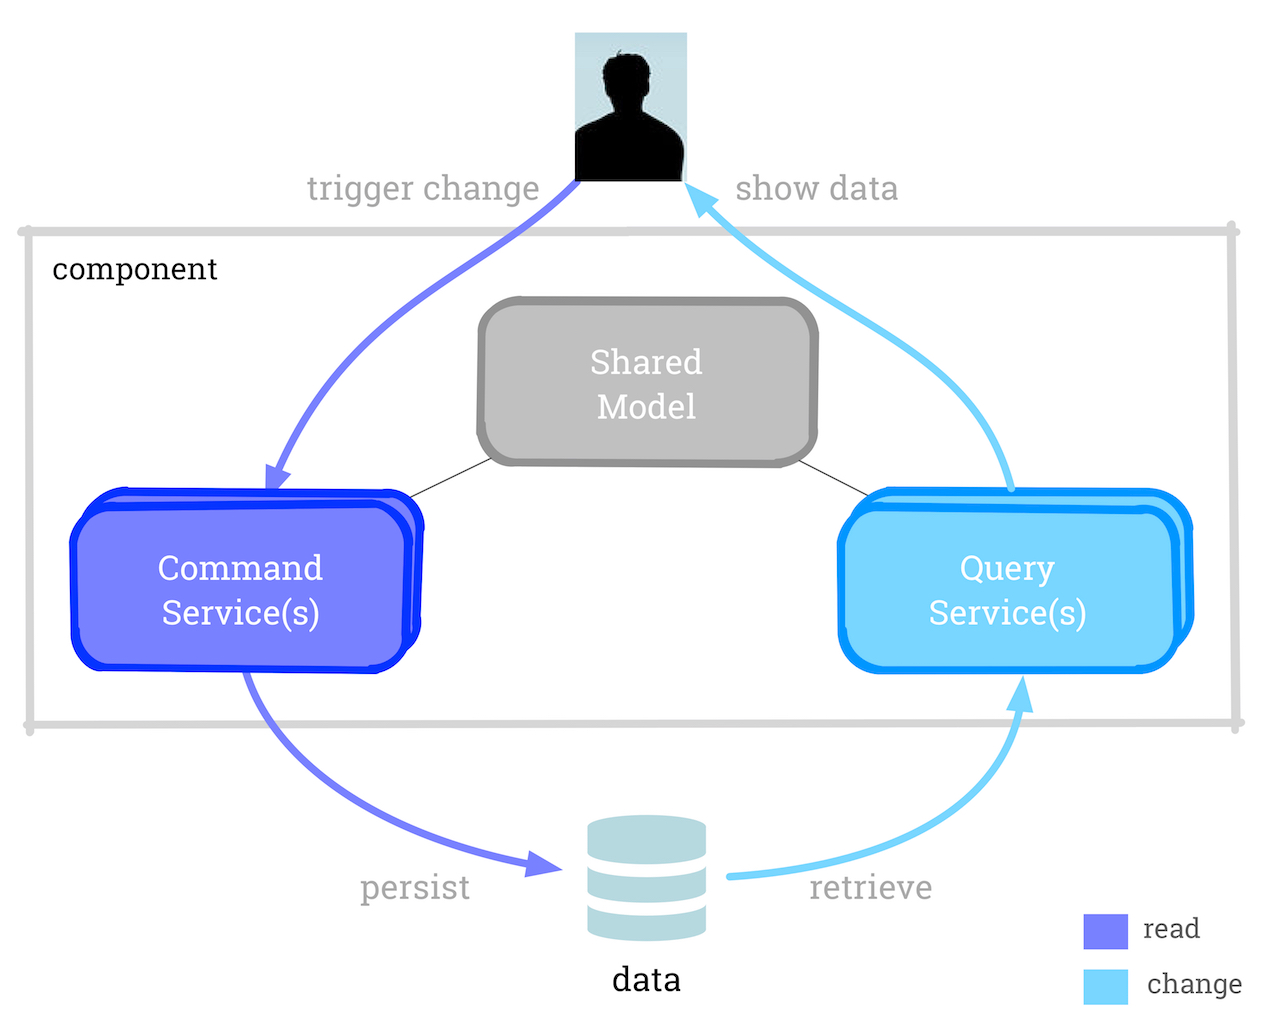 trigger change
show data
component
Shared
Model
Command
Service(s)
Query
Service(s)
persist
retrieve
data
read
change